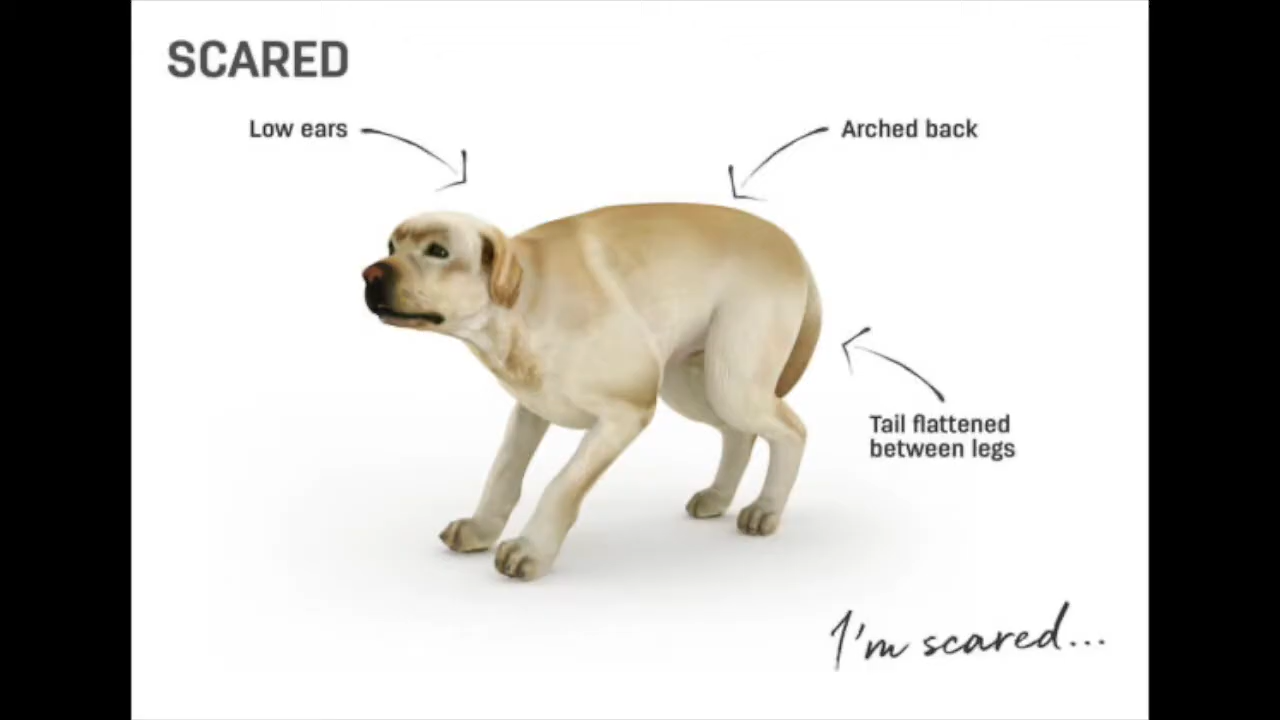 SCARED
Low ears
Arched back
Tail flattened
between legs
I'm scared...